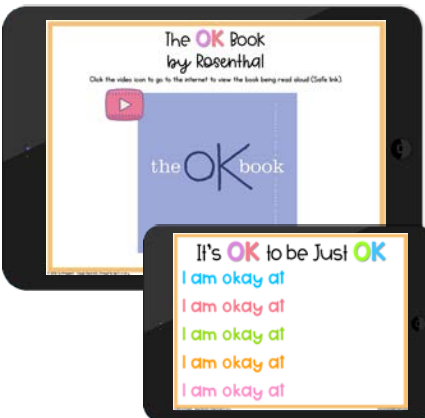 The OK Book
by Rosenthal
Click the video icon to go to the internet to view the book being read aloud (Safe link).
the OK book
It's OK to be Just OK
I am okay at
I am okay at
I am okay at
I am okay at
I am okay at